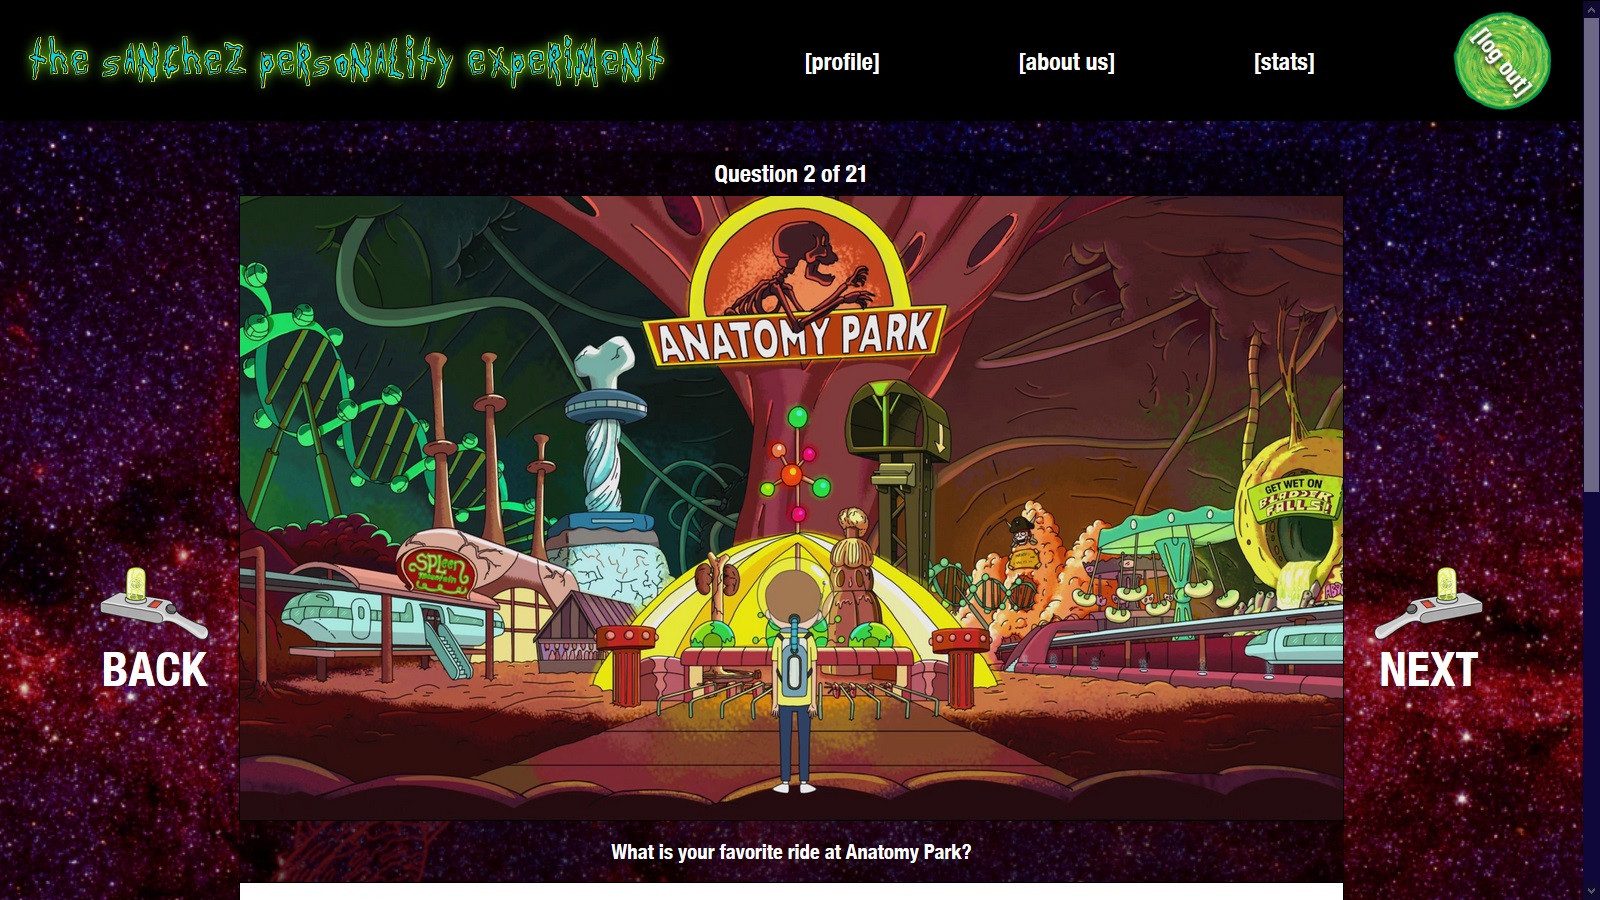 the sANcheZ peRsoNALity expeRiMeNt
[profile]
[about us]
[stats]
[log out]
Question 2 of 21
ANATOMY PARK
GET WET ON
BLADDER
FALLS!
Spleen
Mountain
BACK
NEXT
What is your favorite ride at Anatomy Park?